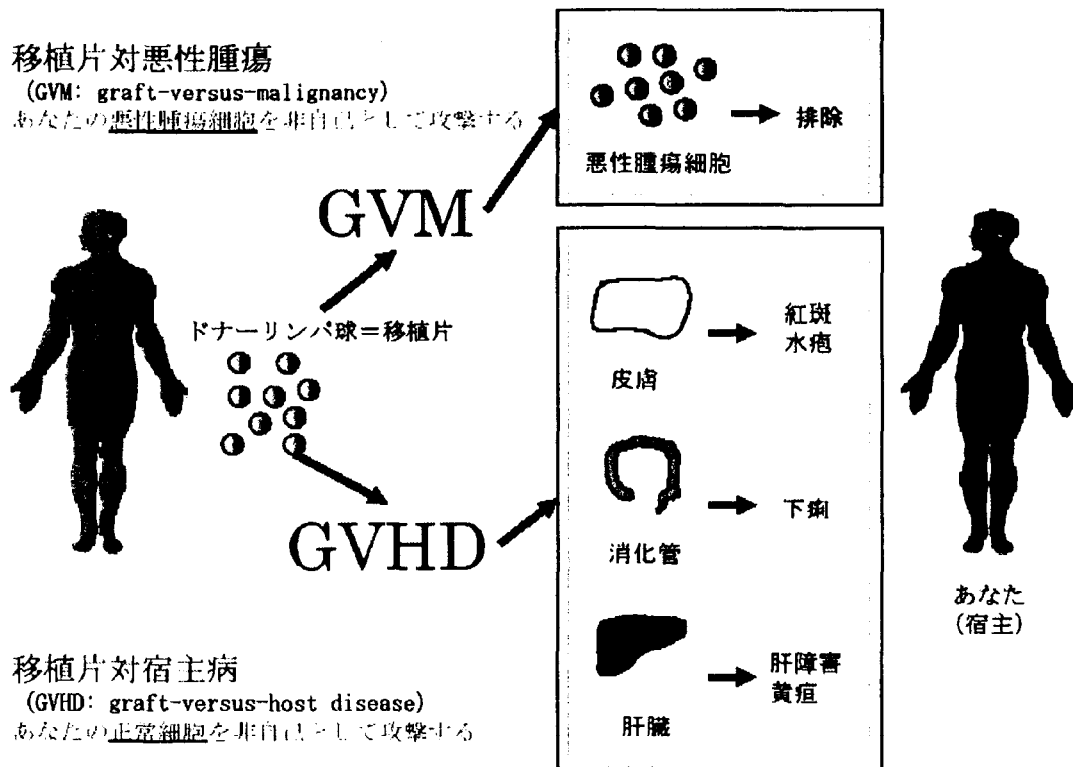 移植片対悪性腫瘍
(GVM: graft-versus-malignancy)
あなたの悪性腫瘍細胞を非自己として攻撃する
悪性腫瘍細胞
排除
GVM
ドナーリンパ球＝移植片
GVHD
皮膚
紅斑
水疱
消化管
下痢
肝臓
肝障害
黄疸
あなた
(宿主)
移植片対宿主病
(GVHD: graft-versus-host disease)
あなたの正常細胞を非自己として攻撃する